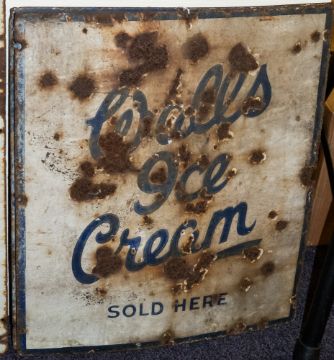 Wall's
Ice
Cream
SOLD HERE